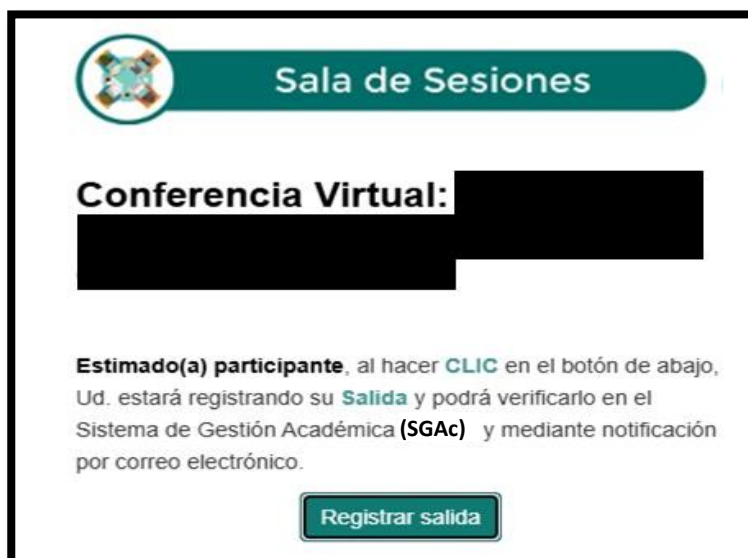 Sala de Sesiones
Conferencia Virtual:
Estimado(a) participante, al hacer CLIC en el botón de abajo,
Ud. estará registrando su Salida y podrá verificarlo en el
Sistema de Gestión Académica (SGAc) y mediante notificación
por correo electrónico.
Registrar salida